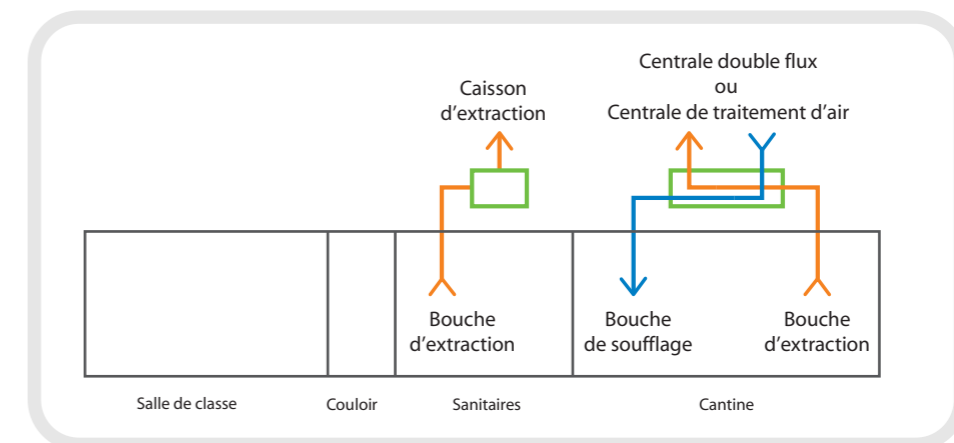 Centrale double flux
ou
Centrale de traitement d'air
Caisson
d'extraction
Bouche
d'extraction
Bouche
de soufflage
Bouche
d'extraction
Salle de classe
Couloir
Sanitaires
Cantine